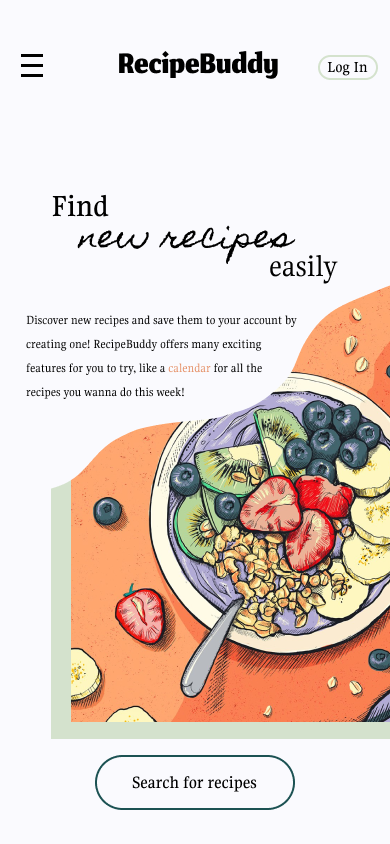 RecipeBuddy
Log In
Find
new recipes
easily
Discover new recipes and save them to your account by
creating one! RecipeBuddy offers many exciting
features for you to try, like a calendar for all the
recipes you wanna do this week!
Search for recipes